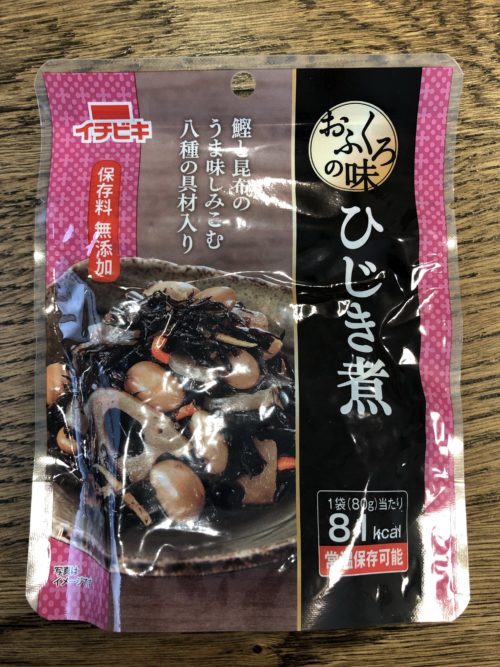 イチビキ
保存料 無添加
鰹と昆布の
うま味しみこむ
八種の具材入り
おふくろ
の味
ひじき煮
1袋(80g)当たり
81kcal
常温保存可能
写真は
イメージです